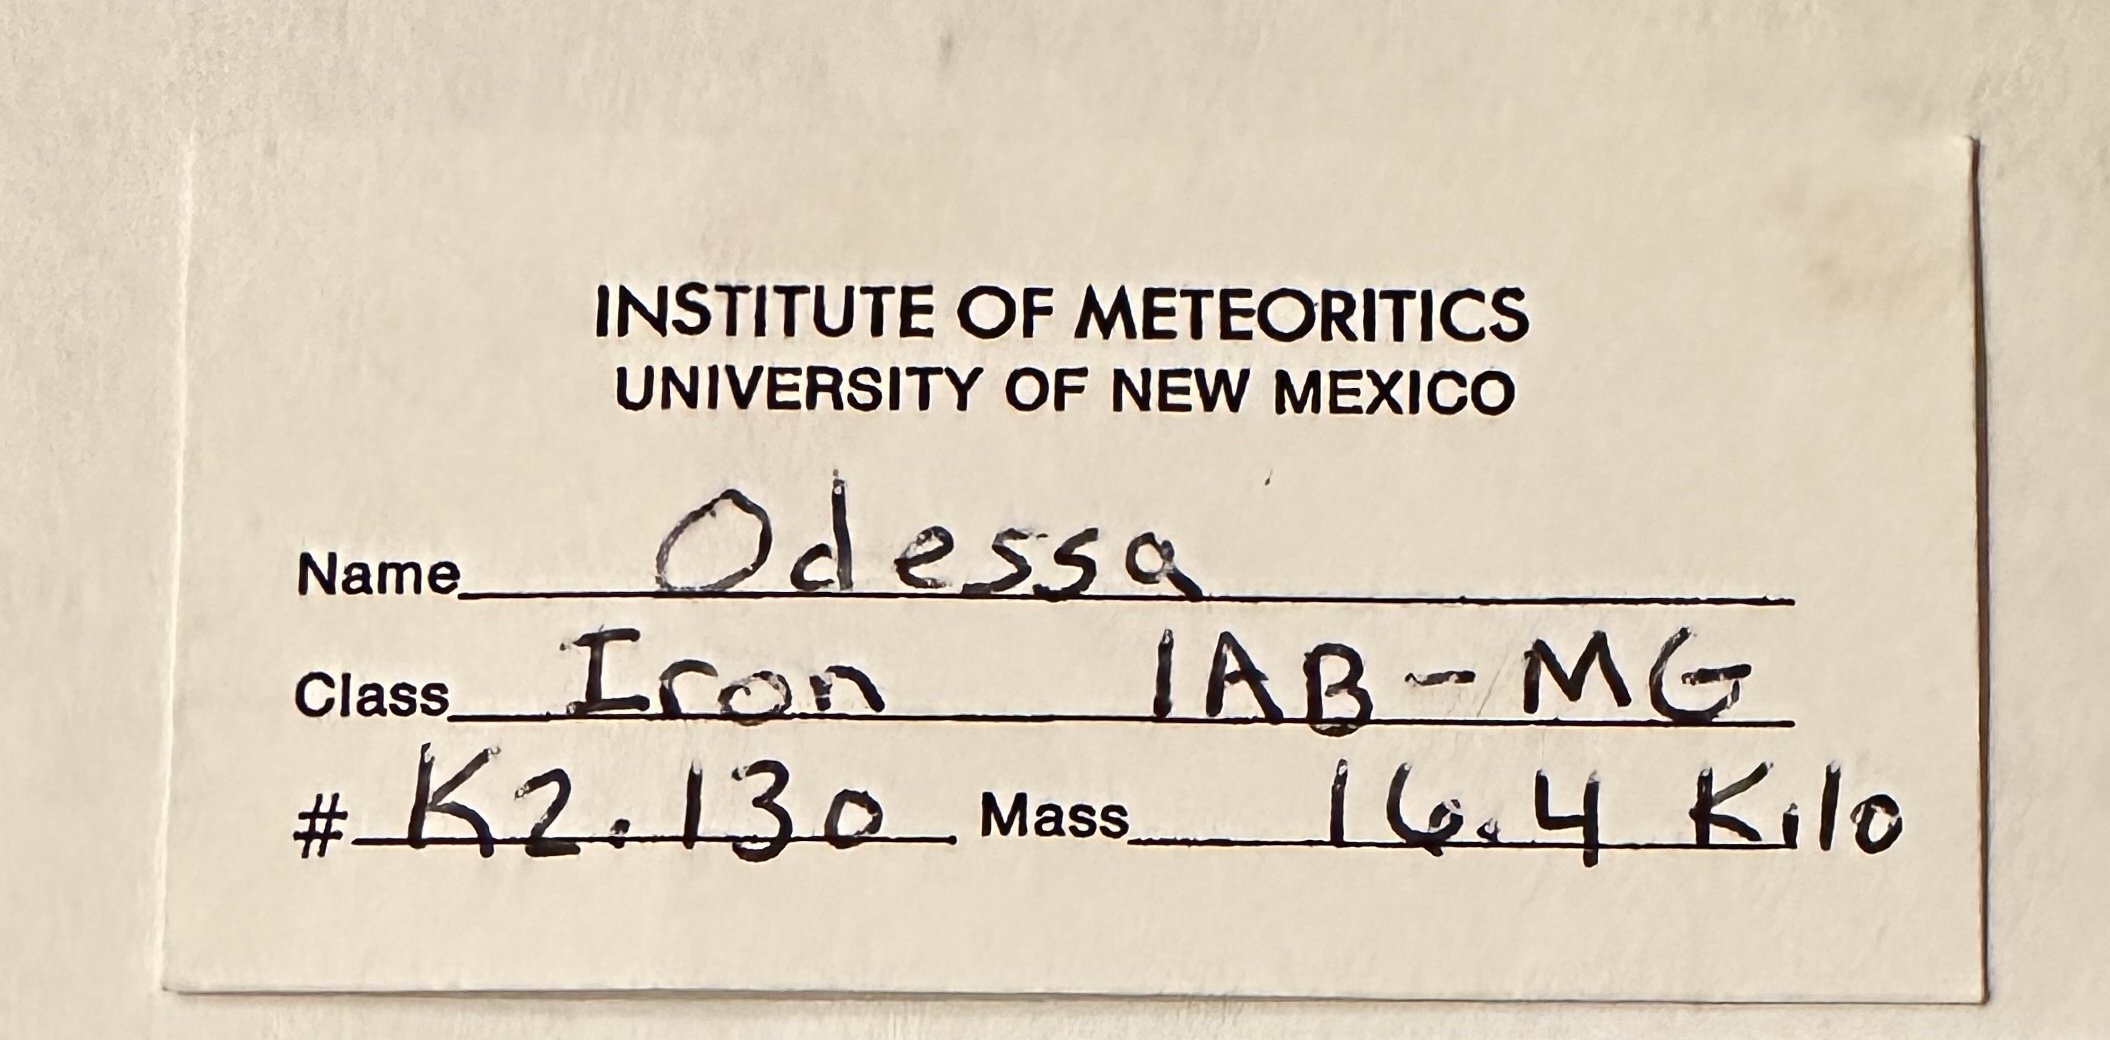 INSTITUTE OF METEORITICS
UNIVERSITY OF NEW MEXICO
Name Odessa
Class Iron IAB-MG
# K2.130 Mass 16.4 Kilo